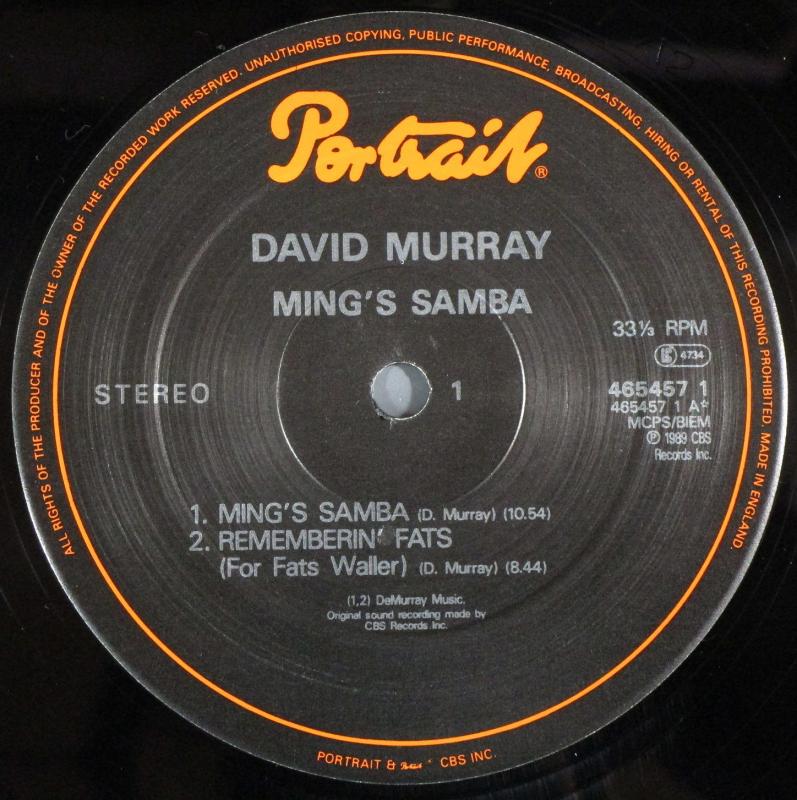 ALL RIGHTS OF THE PRODUCER AND OF THE OWNER OF THE RECORDED WORK RESERVED. UNAUTHORISED COPYING, PUBLIC PERFORMANCE, BROADCASTING, HIRING OR RENTAL OF THIS RECORDING PROHIBITED. MADE IN ENGLAND.
Portrait®
DAVID MURRAY
MING'S SAMBA
33⅓ RPM
4734
STEREO
1
465457 1
465457 1 A☆
MCPS/BIEM
℗ 1989 CBS
Records Inc.
1. MING'S SAMBA (D. Murray) (10.54)
2. REMEMBERIN' FATS
(For Fats Waller) (D. Murray) (8.44)
(1,2) DeMurray Music.
Original sound recording made by
CBS Records Inc.
PORTRAIT & Portrait CBS INC.